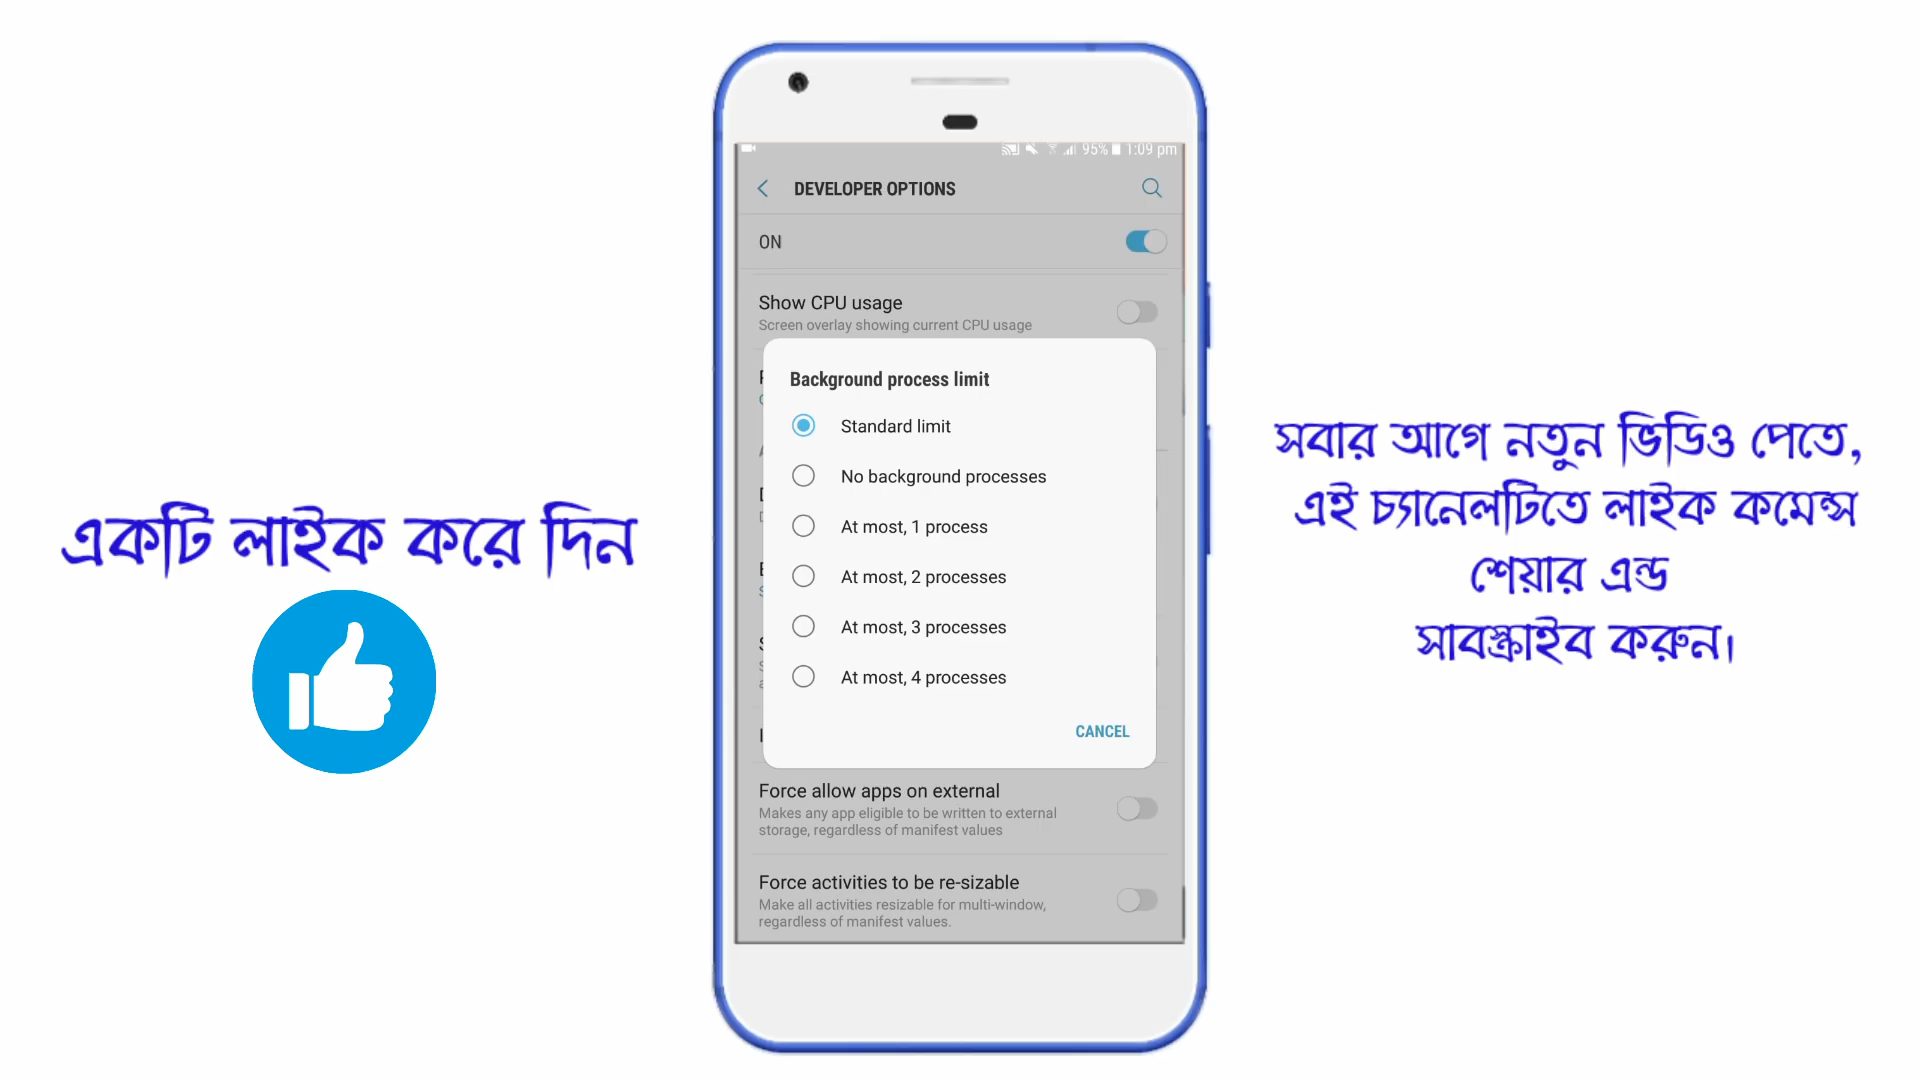 একটি লাইক করে দিন
95% 1:09 pm
DEVELOPER OPTIONS
ON
Show CPU usage
Screen overlay showing current CPU usage
Background process limit
Standard limit
No background processes
At most, 1 process
At most, 2 processes
At most, 3 processes
At most, 4 processes
CANCEL
Force allow apps on external
Makes any app eligible to be written to external
storage, regardless of manifest values
Force activities to be re-sizable
Make all activities resizable for multi-window,
regardless of manifest values.
সবার আগে নতুন ভিডিও পেতে,
এই চ্যানেলটিতে লাইক কমেন্স
শেয়ার এন্ড
সাবস্ক্রাইব করুন।